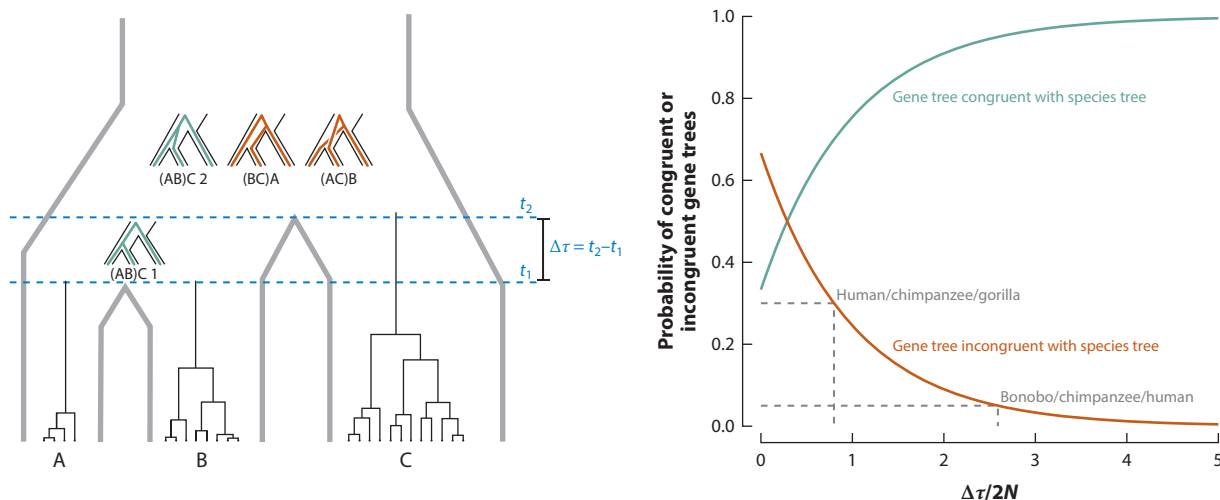 (AB)C 2
(BC)A
(AC)B
t2
(AB)C 1
Δτ = t2–t1
t1
A
B
C
Probability of congruent or
incongruent gene trees
1.0
0.8
0.6
0.4
0.2
0.0
Gene tree congruent with species tree
Human/chimpanzee/gorilla
Gene tree incongruent with species tree
Bonobo/chimpanzee/human
0
1
2
3
4
5
Δτ/2N